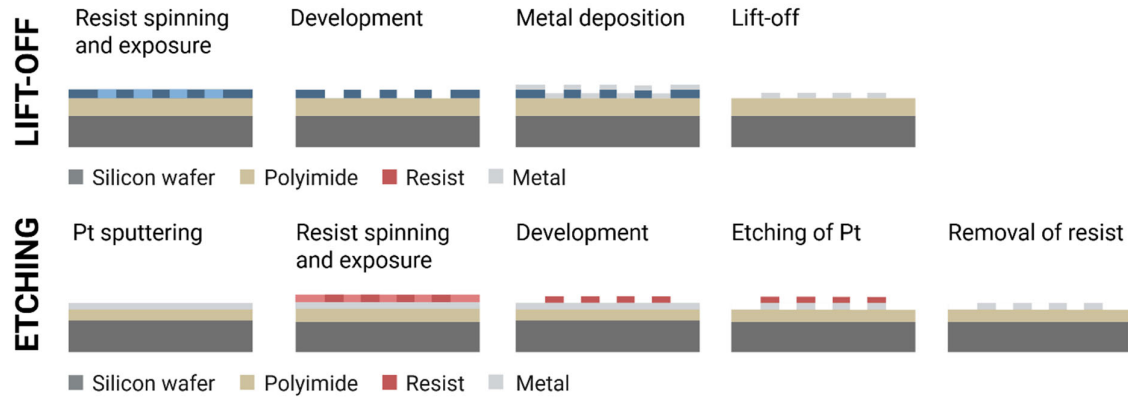 LIFT-OFF
Resist spinning
and exposure
Development
Metal deposition
Lift-off
Silicon wafer
Polyimide
Resist
Metal
ETCHING
Pt sputtering
Resist spinning
and exposure
Development
Etching of Pt
Removal of resist
Silicon wafer
Polyimide
Resist
Metal